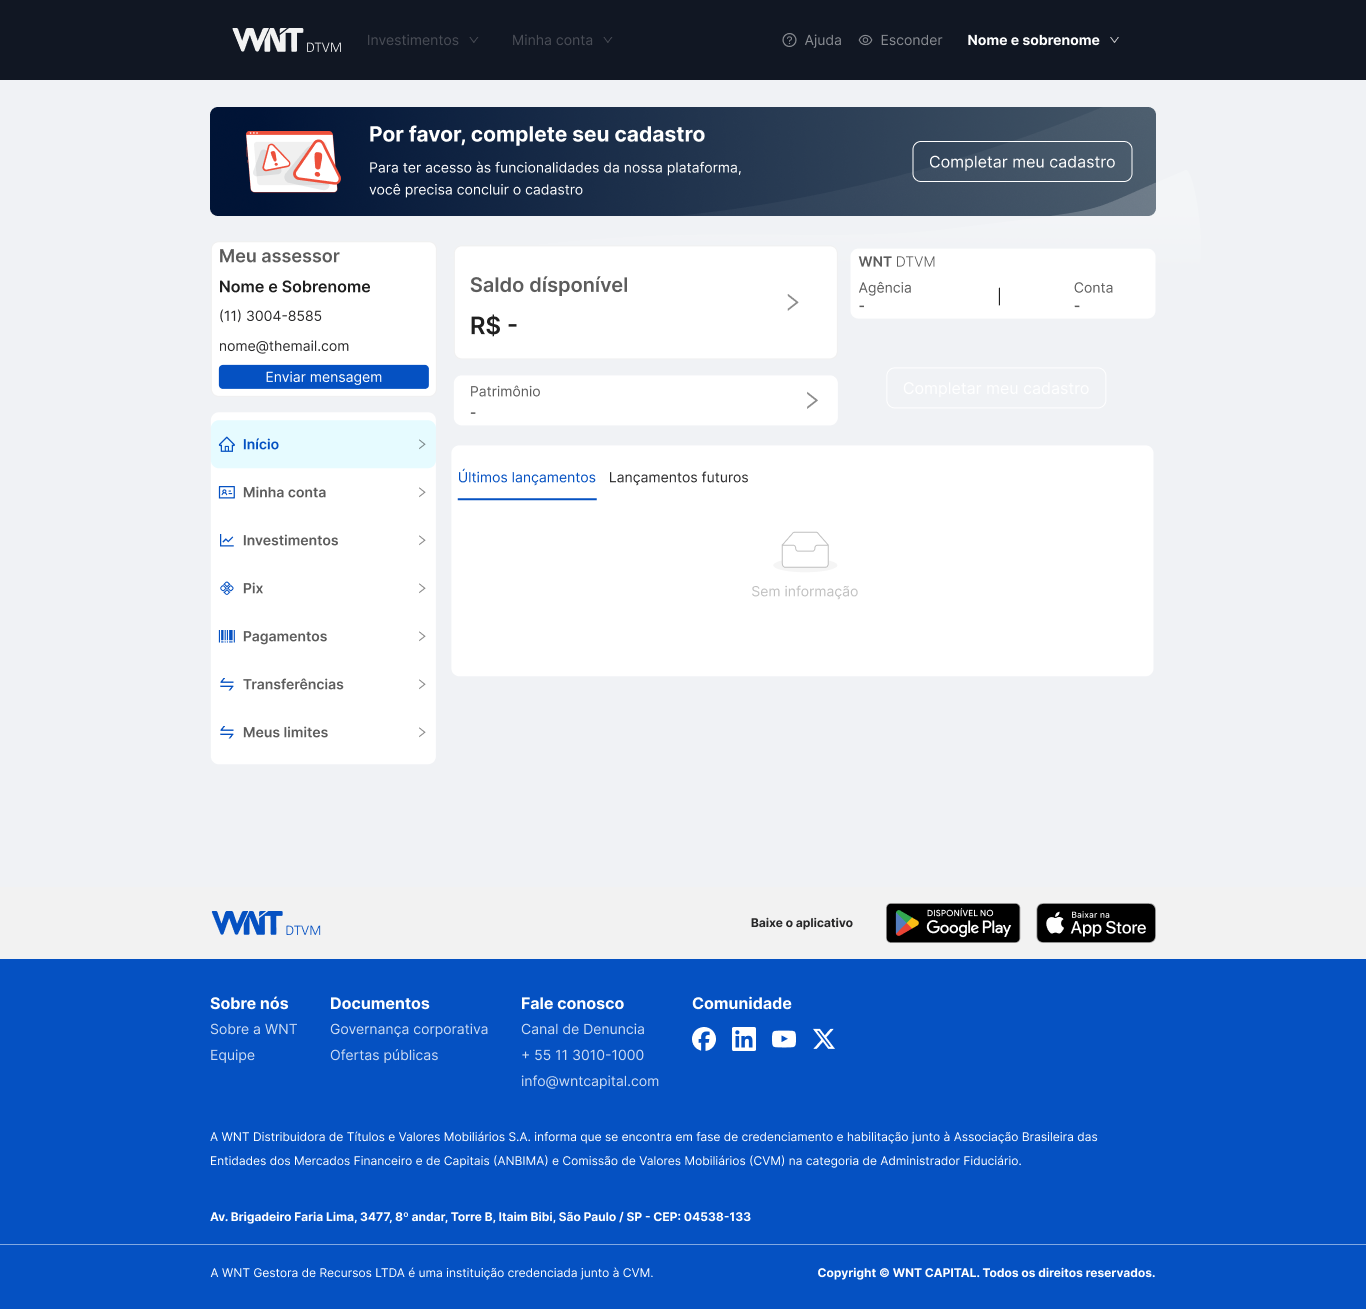 WNT DTVM
Investimentos
Minha conta
Ajuda
Esconder
Nome e sobrenome
Por favor, complete seu cadastro
Para ter acesso às funcionalidades da nossa plataforma,
você precisa concluir o cadastro
Completar meu cadastro
Meu assessor
Nome e Sobrenome
(11) 3004-8585
nome@themail.com
Enviar mensagem
Saldo dísponível
R$ -
WNT DTVM
Agência
-
Conta
-
Patrimônio
-
Completar meu cadastro
Início
Minha conta
Investimentos
Pix
Pagamentos
Transferências
Meus limites
Últimos lançamentos
Lançamentos futuros
Sem informação
WNT DTVM
Baixe o aplicativo
DISPONÍVEL NO
Google Play
Baixar na
App Store
Sobre nós
Sobre a WNT
Equipe
Documentos
Governança corporativa
Ofertas públicas
Fale conosco
Canal de Denuncia
+ 55 11 3010-1000
info@wntcapital.com
Comunidade
A WNT Distribuidora de Títulos e Valores Mobiliários S.A. informa que se encontra em fase de credenciamento e habilitação junto à Associação Brasileira das
Entidades dos Mercados Financeiro e de Capitais (ANBIMA) e Comissão de Valores Mobiliários (CVM) na categoria de Administrador Fiduciário.
Av. Brigadeiro Faria Lima, 3477, 8º andar, Torre B, Itaim Bibi, São Paulo / SP - CEP: 04538-133
A WNT Gestora de Recursos LTDA é uma instituição credenciada junto à CVM.
Copyright © WNT CAPITAL. Todos os direitos reservados.